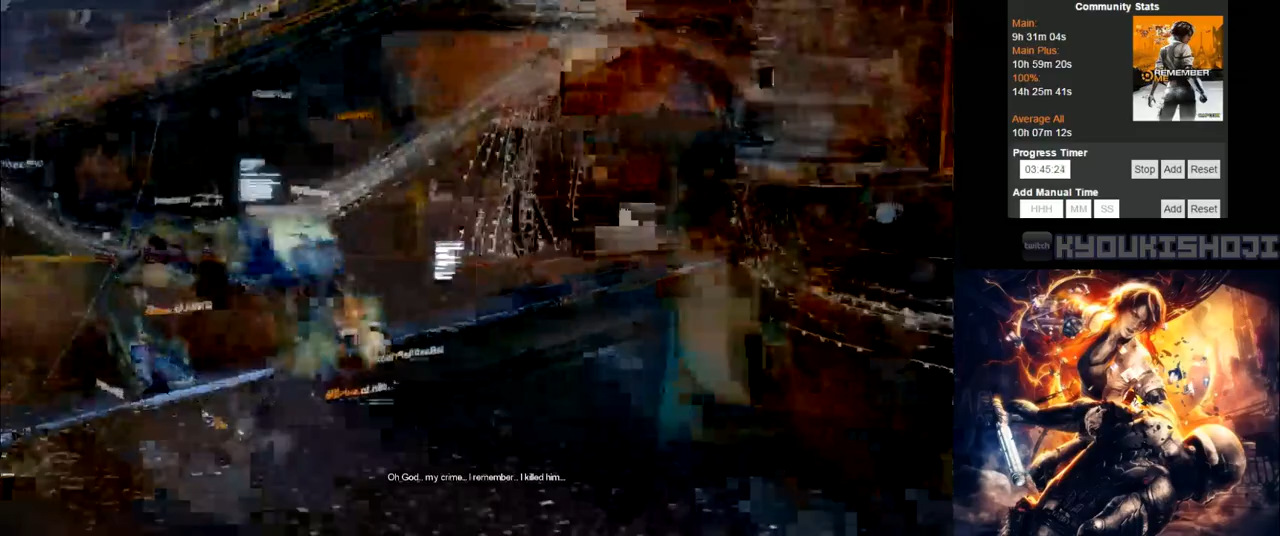 Community Stats
Main:
9h 31m 04s
Main Plus:
10h 59m 20s
100%:
14h 25m 41s
Average All
10h 07m 12s
REMEMBER
ME
CAPCOM
Progress Timer
03:45:24
Stop
Add
Reset
Add Manual Time
HHH
MM
SS
Add
Reset
twitch
KYOUKISHOJI
Oh God.. my crime.. I remember.. I killed him...